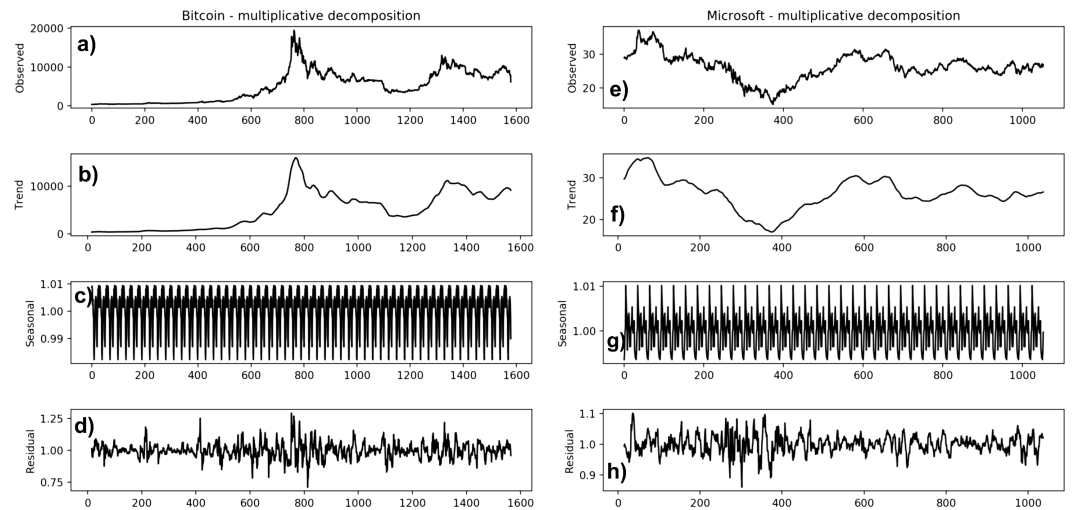 Bitcoin - multiplicative decomposition
a)
Observed
20000
10000
0
0 200 400 600 800 1000 1200 1400 1600
b)
Trend
10000
0
0 200 400 600 800 1000 1200 1400 1600
c)
Seasonal
1.01
1.00
0.99
0 200 400 600 800 1000 1200 1400 1600
d)
Residual
1.25
1.00
0.75
0 200 400 600 800 1000 1200 1400 1600
Microsoft - multiplicative decomposition
e)
Observed
30
20
0 200 400 600 800 1000
f)
Trend
30
20
0 200 400 600 800 1000
g)
Seasonal
1.01
1.00
0 200 400 600 800 1000
h)
Residual
1.1
1.0
0.9
0 200 400 600 800 1000